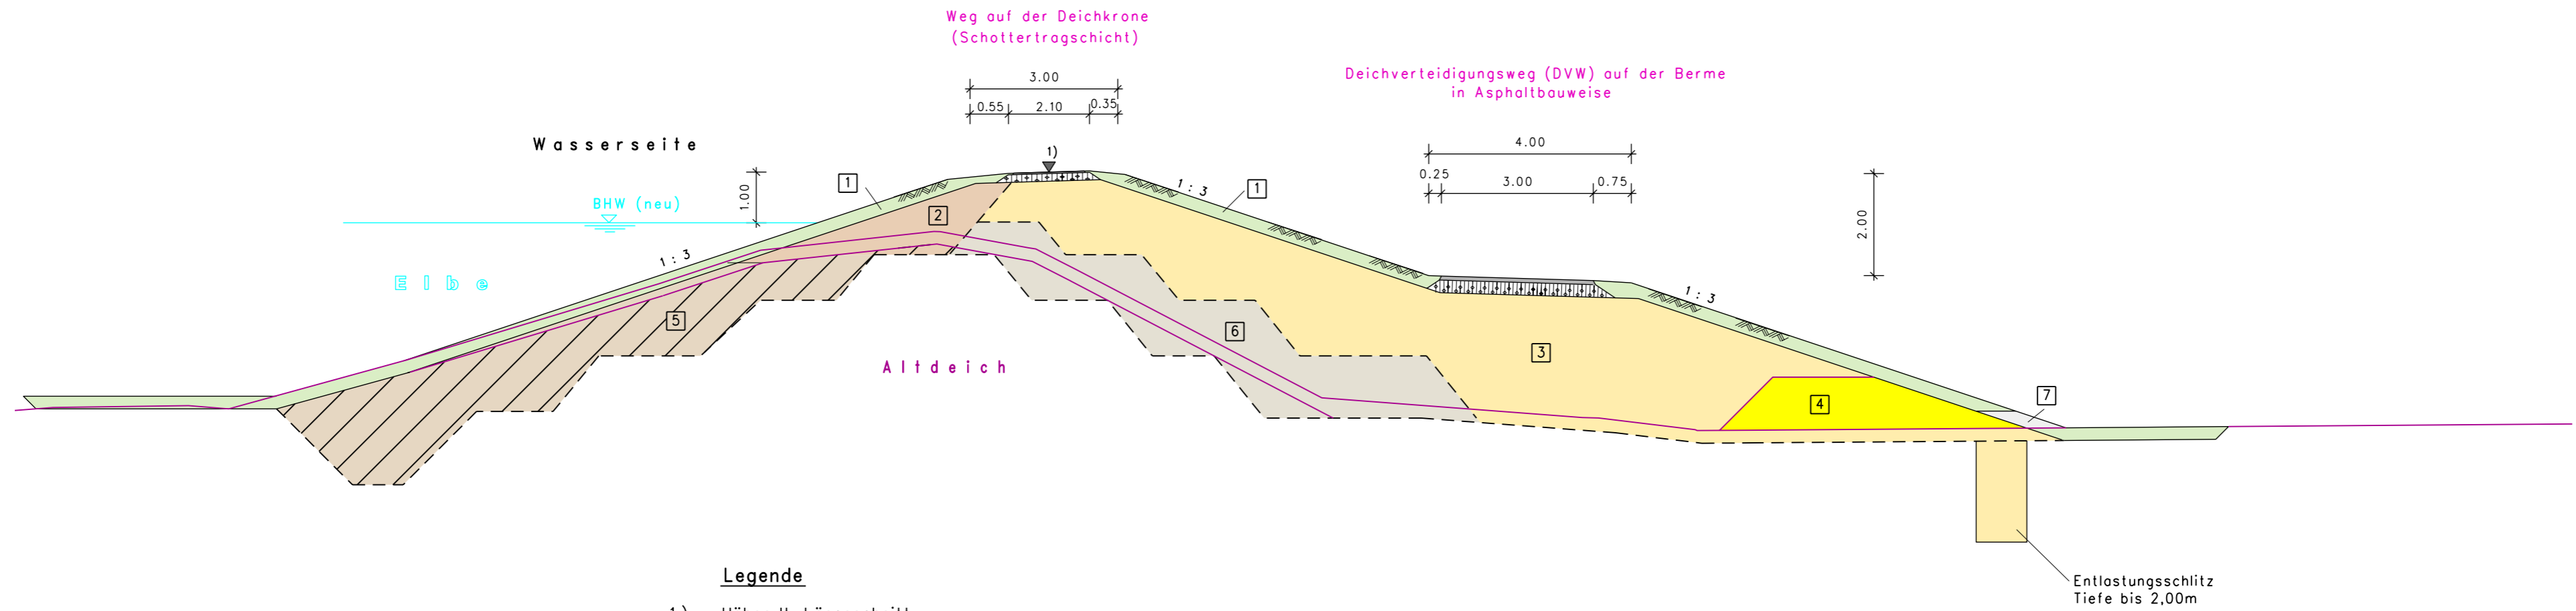 Weg auf der Deichkrone
(Schottertragschicht)
3.00
0.55 2.10 0.35
Deichverteidigungsweg (DVW) auf der Berme
in Asphaltbauweise
4.00
0.25 3.00 0.75
Wasserseite
1)
1
1
1.00
1 : 3
2.00
BHW (neu)
2
1 : 3
Elbe
1 : 3
5
6
3
Altdeich
4
7
Legende
Entlastungsschlitz
Tiefe bis 2,00m